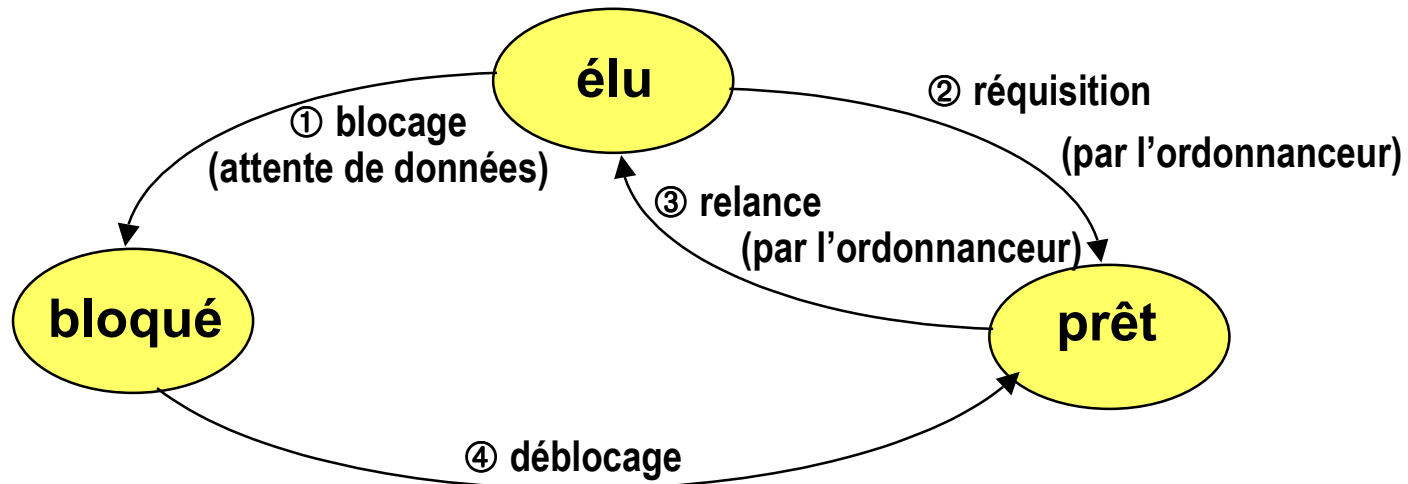 élu
② réquisition
(par l'ordonnanceur)
① blocage
(attente de données)
③ relance
(par l'ordonnanceur)
bloqué
prêt
④ déblocage